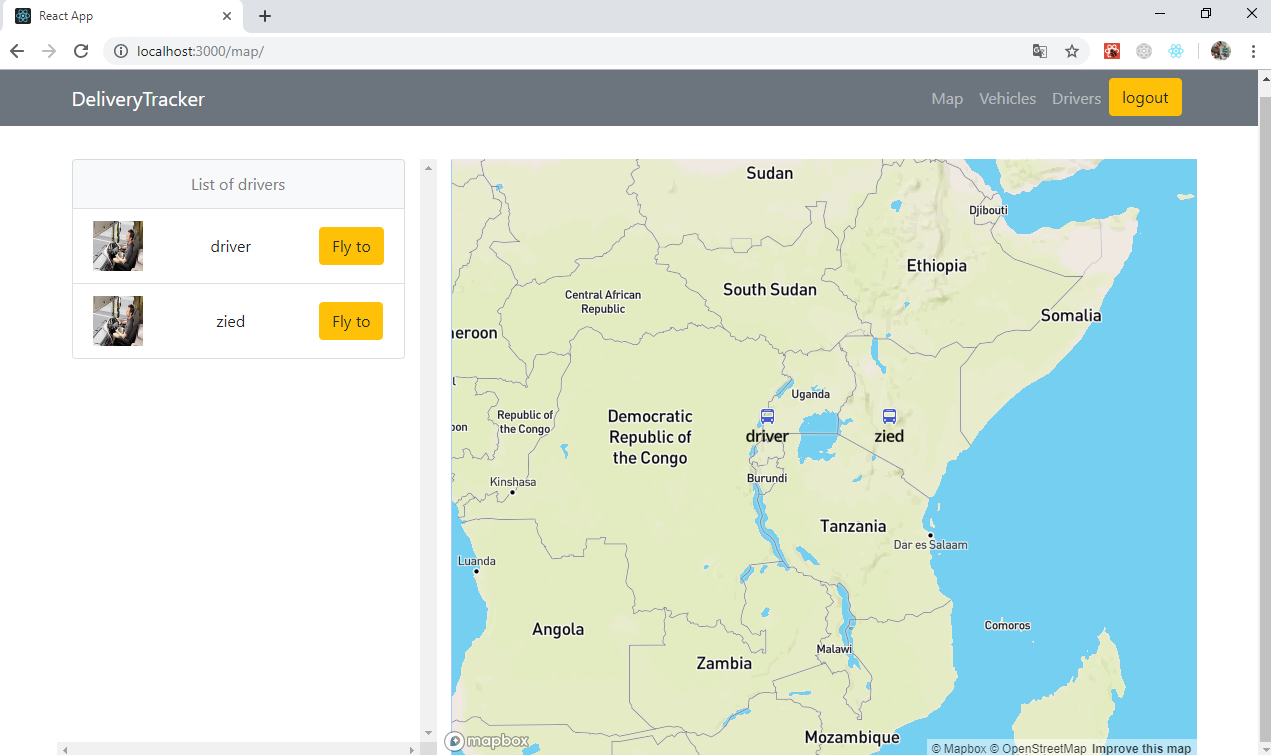 React App
localhost:3000/map/
DeliveryTracker
Map
Vehicles
Drivers
logout
List of drivers
driver
Fly to
zied
Fly to
Sudan
Djibouti
Ethiopia
South Sudan
Central African
Republic
Somalia
neroon
Uganda
Republic of
the Congo
Democratic
Republic of
the Congo
driver
zied
Burundi
Kinshasa
Tanzania
Dar es Salaam
Luanda
Comoros
Angola
Malawi
Zambia
Mozambique
mapbox
© Mapbox © OpenStreetMap Improve this map